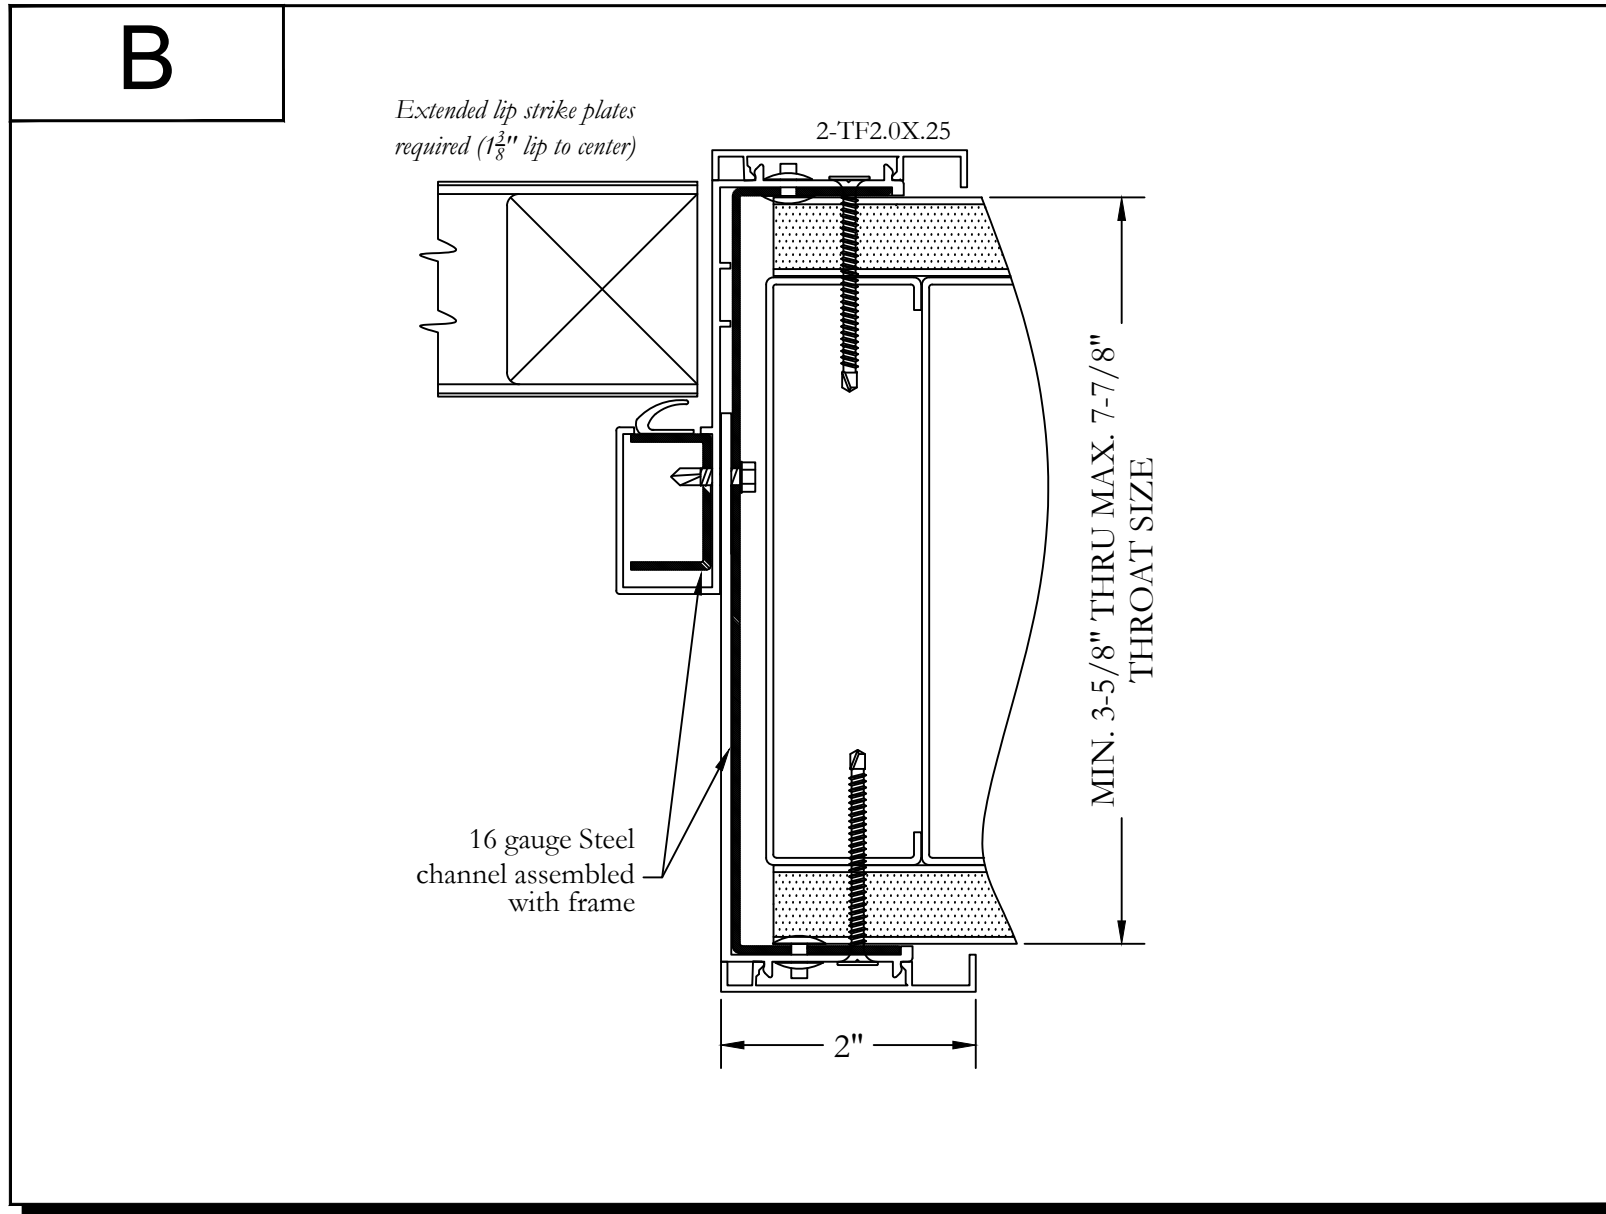 B
Extended lip strike plates
required (1 3/8" lip to center)
2-TF2.0X.25
MIN. 3-5/8" THRU MAX. 7-7/8"
THROAT SIZE
16 gauge Steel
channel assembled
with frame
2"